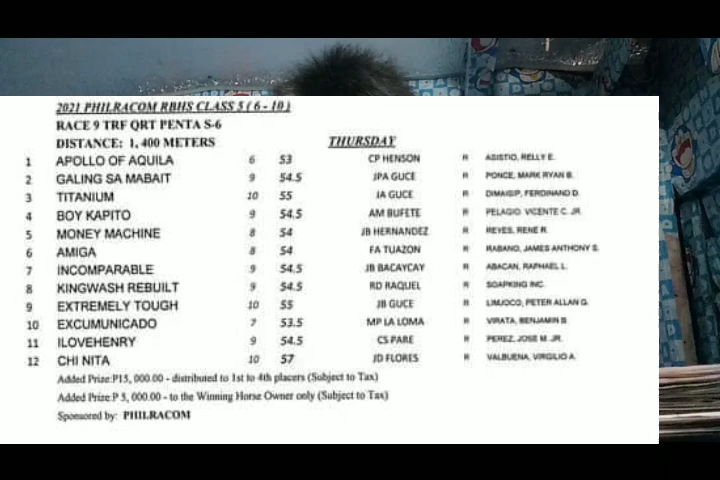 2021 PHILRACOM RBHS CLASS 5 ( 6 - 10 )
RACE 9 TRF QRT PENTA S-6
DISTANCE: 1, 400 METERS THURSDAY
1 APOLLO OF AQUILA 6 53 CP HENSON R ASISTIO, RELLY E.
2 GALING SA MABAIT 9 54.5 JPA GUCE R PONCE, MARK RYAN B.
3 TITANIUM 10 55 JA GUCE R DIMAISIP, FERDINAND D.
4 BOY KAPITO 9 54.5 AM BUFETE R PELAGIO VICENTE C. JR.
5 MONEY MACHINE 8 54 JB HERNANDEZ R REYES, RENE R.
6 AMIGA 8 54 FA TUAZON R RABANO, JAMES ANTHONY S.
7 INCOMPARABLE 9 54.5 JB BACAYCAY R ABACAN, RAPHAEL L.
8 KINGWASH REBUILT 9 54.5 RD RAQUEL R SOAPKING INC.
9 EXTREMELY TOUGH 10 55 JB GUCE R LIMJOCO, PETER ALLAN G.
10 EXCUMUNICADO 7 53.5 MP LA LOMA R VIRATA, BENJAMIN B
11 ILOVEHENRY 9 54.5 CS PARE R PEREZ, JOSE M. JR.
12 CHI NITA 10 57 JD FLORES R VALBUENA, VIRGILIO A.
Added Prize:P15, 000.00 - distributed to 1st to 4th placers (Subject to Tax)
Added Prize:P 5, 000.00 - to the Winning Horse Owner only (Subject to Tax)
Sponsored by: PHILRACOM